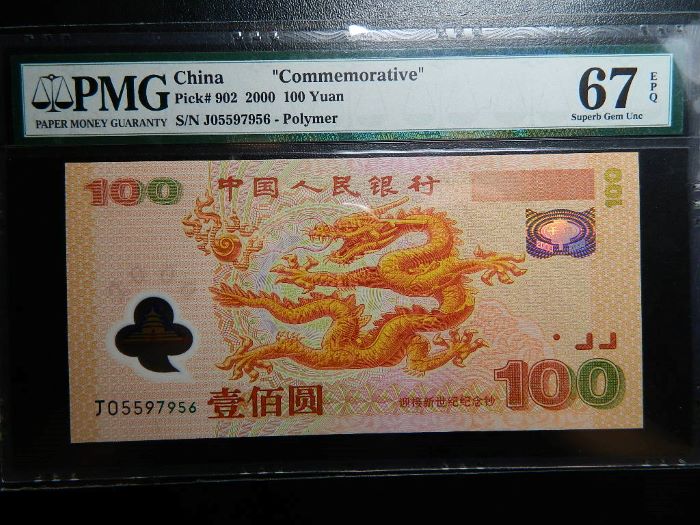 PMG
PAPER MONEY GUARANTY
China "Commemorative"
Pick# 902 2000 100 Yuan
S/N J05597956 - Polymer
67 EPQ
Superb Gem Unc
100 中国人民银行 100
J05597956 壹佰圆 迎接新世纪纪念钞 100